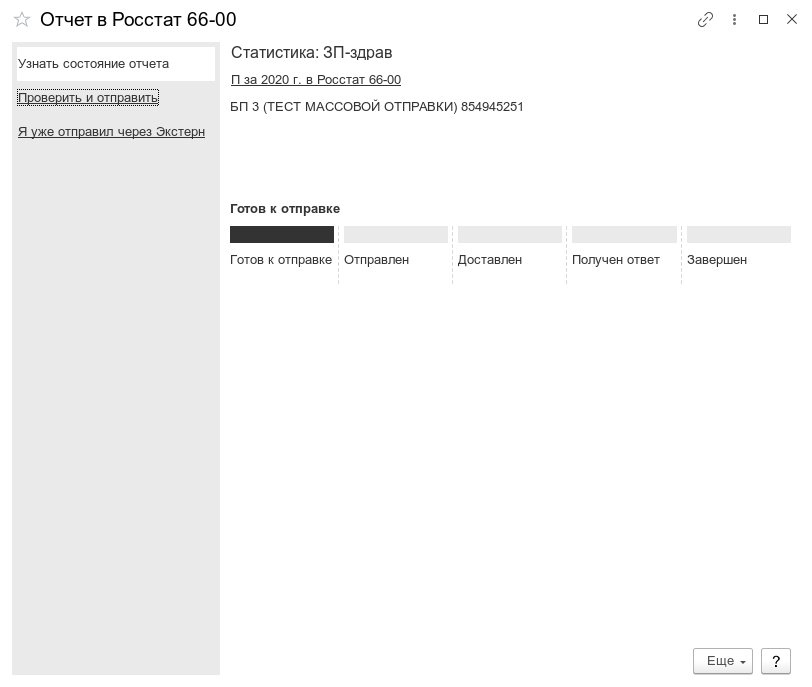 Отчет в Росстат 66-00
Узнать состояние отчета
Проверить и отправить
Я уже отправил через Экстерн
Статистика: ЗП-здрав
П за 2020 г. в Росстат 66-00
БП 3 (ТЕСТ МАССОВОЙ ОТПРАВКИ) 854945251
Готов к отправке
Готов к отправке Отправлен Доставлен Получен ответ Завершен
Еще ?